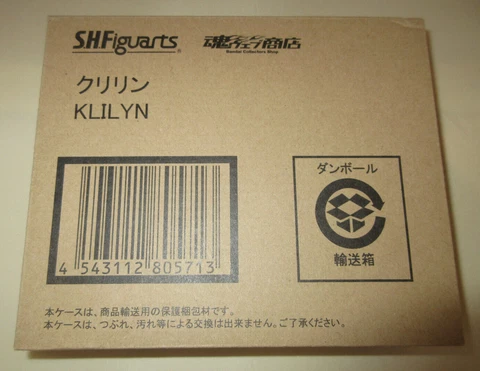 S.H.Figuarts 魂ウェブ商店
Bandai Collectors Shop
クリリン
KLILYN
ダンボール
輸送箱
4 543112 805713
本ケースは、商品輸送用の保護梱包材です。
本ケースは、つぶれ、汚れ等による交換は出来ません。ご了承ください。